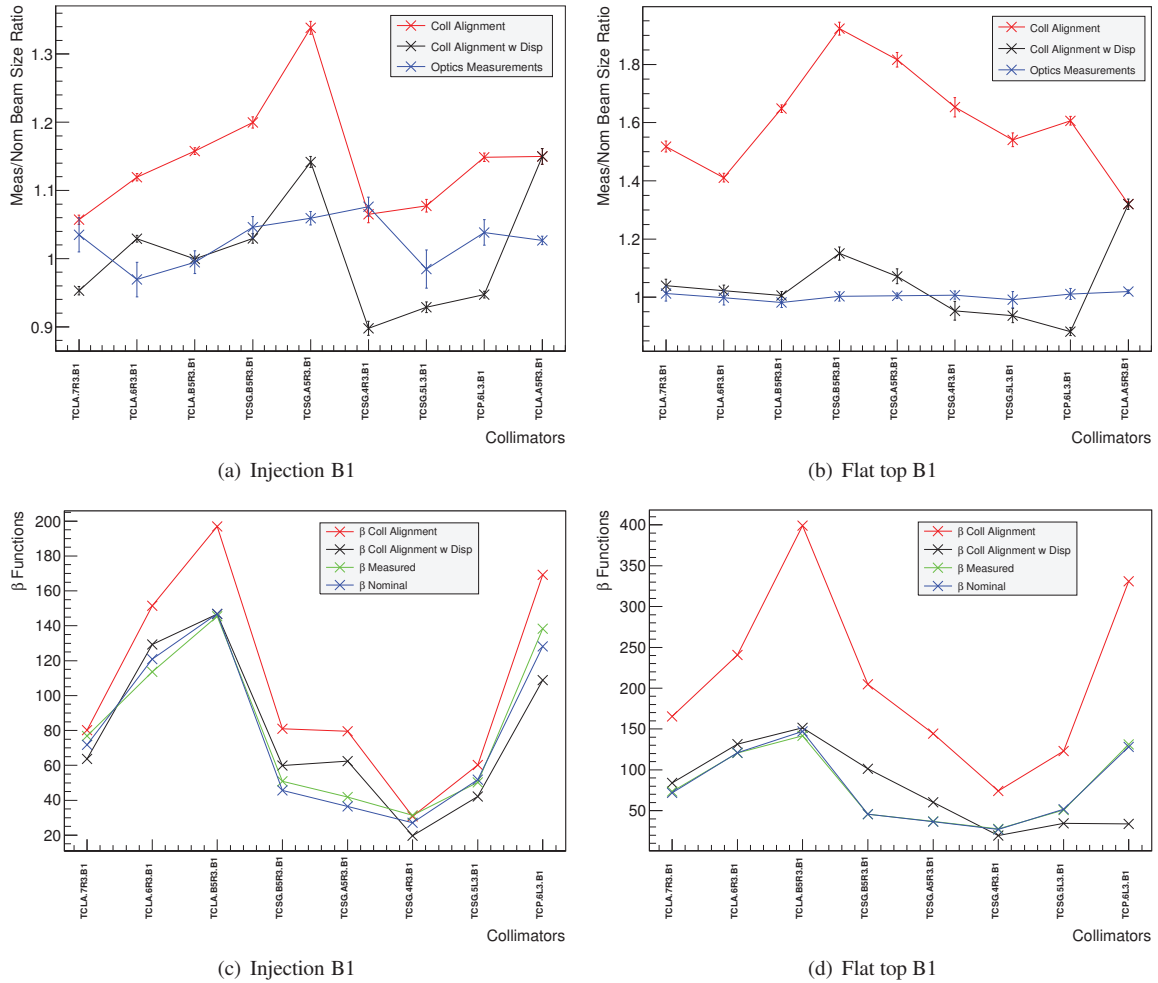 Meas/Nom Beam Size Ratio
1.3
1.2
1.1
1
0.9
Coll Alignment
Coll Alignment w Disp
Optics Measurements
TCLA.7R3.B1
TCLA.6R3.B1
TCLA.B5R3.B1
TCSG.B5R3.B1
TCSG.A5R3.B1
TCSG.4R3.B1
TCSG.5L3.B1
TCP.6L3.B1
TCLA.A5R3.B1
Collimators
(a) Injection B1
Meas/Nom Beam Size Ratio
1.8
1.6
1.4
1.2
1
Coll Alignment
Coll Alignment w Disp
Optics Measurements
TCLA.7R3.B1
TCLA.6R3.B1
TCLA.B5R3.B1
TCSG.B5R3.B1
TCSG.A5R3.B1
TCSG.4R3.B1
TCSG.5L3.B1
TCP.6L3.B1
TCLA.A5R3.B1
Collimators
(b) Flat top B1
β Functions
200
180
160
140
120
100
80
60
40
20
β Coll Alignment
β Coll Alignment w Disp
β Measured
β Nominal
TCLA.7R3.B1
TCLA.6R3.B1
TCLA.B5R3.B1
TCSG.B5R3.B1
TCSG.A5R3.B1
TCSG.4R3.B1
TCSG.5L3.B1
TCP.6L3.B1
Collimators
(c) Injection B1
β Functions
400
350
300
250
200
150
100
50
β Coll Alignment
β Coll Alignment w Disp
β Measured
β Nominal
TCLA.7R3.B1
TCLA.6R3.B1
TCLA.B5R3.B1
TCSG.B5R3.B1
TCSG.A5R3.B1
TCSG.4R3.B1
TCSG.5L3.B1
TCP.6L3.B1
Collimators
(d) Flat top B1